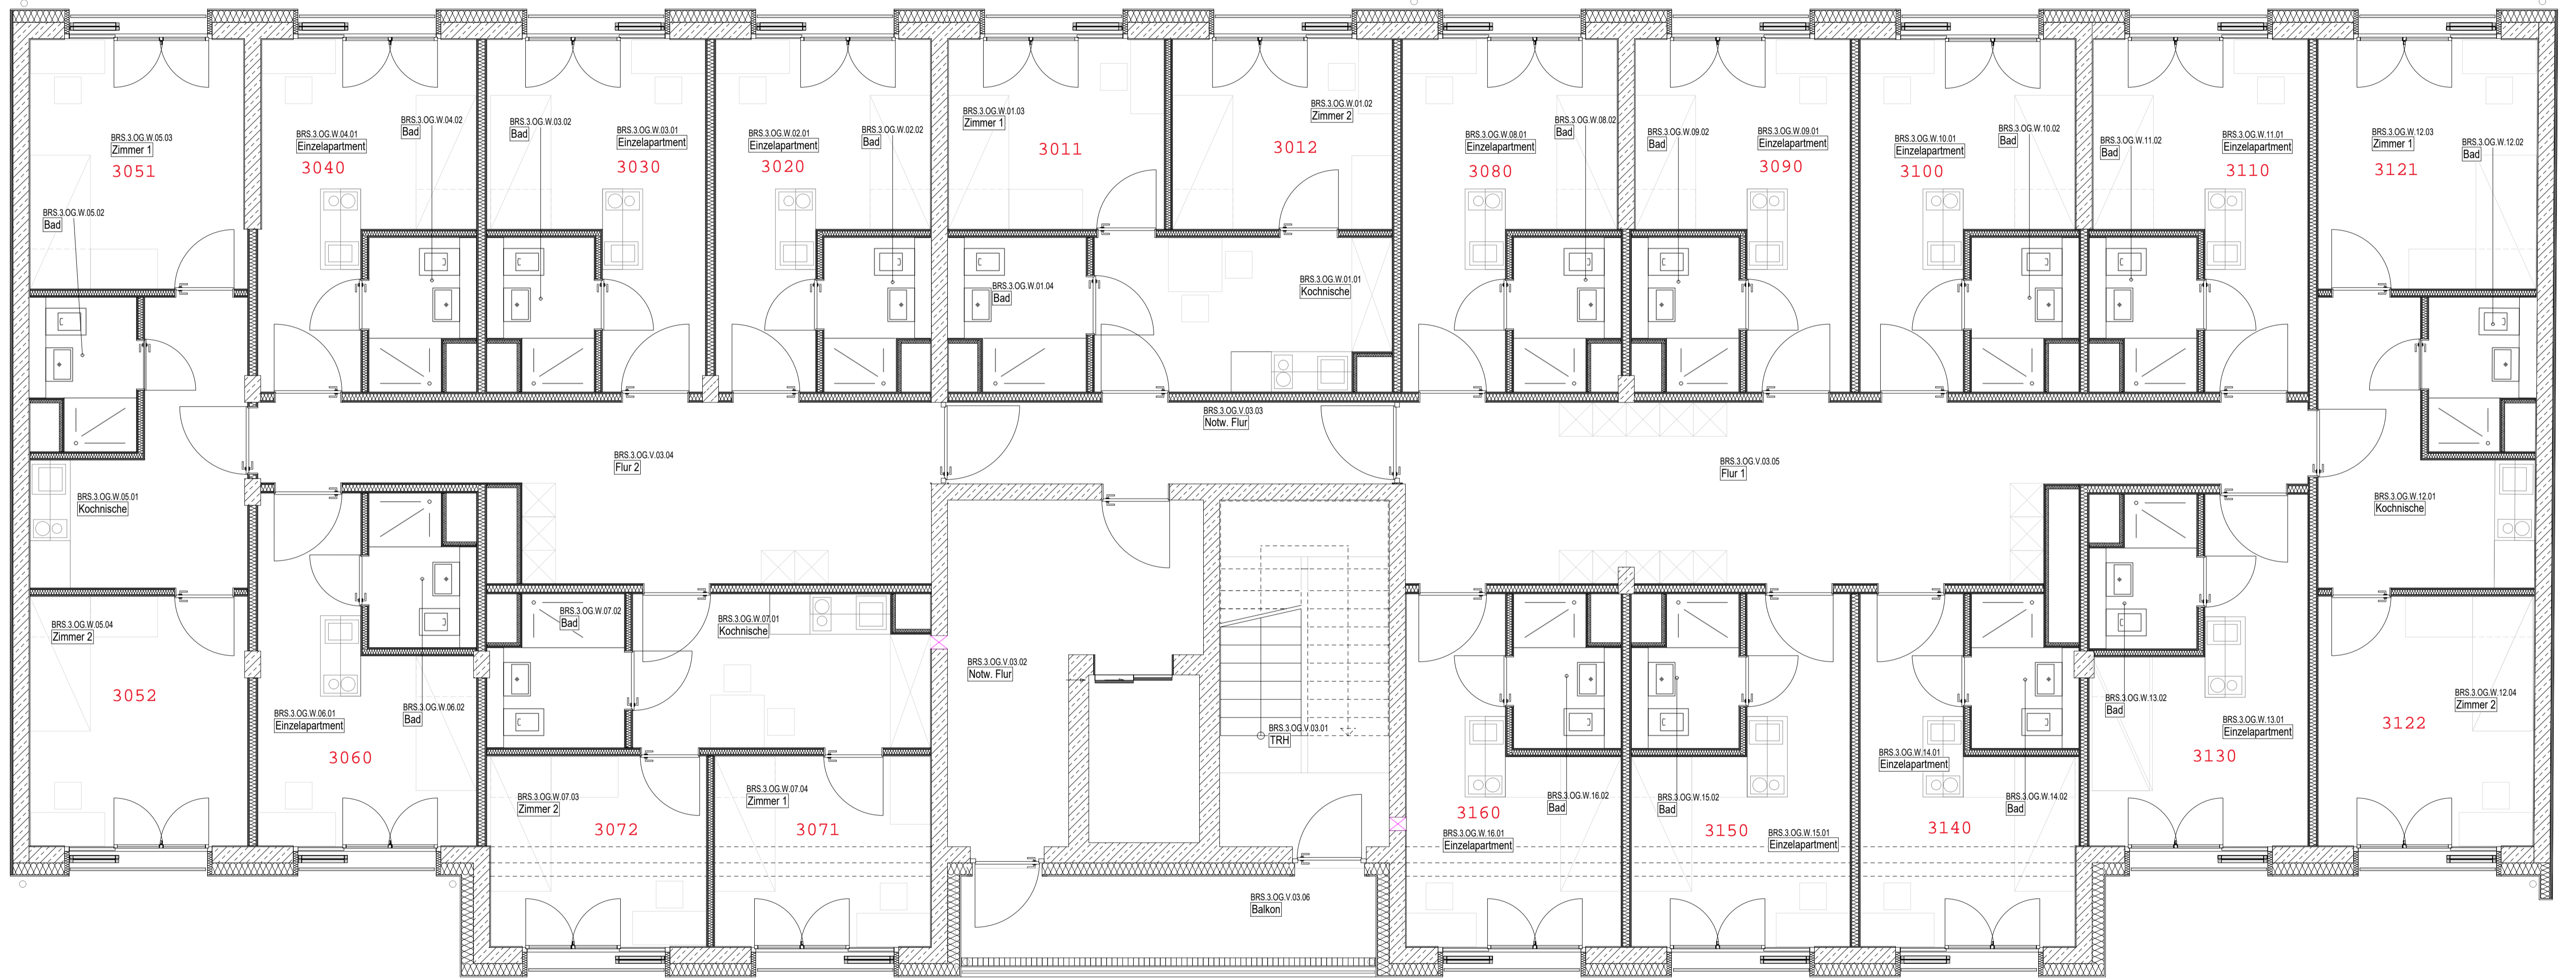 BRS.3.OG.W.05.03
Zimmer 1
3051
BRS.3.OG.W.05.02
Bad
BRS.3.OG.W.04.01
Einzelapartment
3040
BRS.3.OG.W.04.02
Bad
BRS.3.OG.W.03.02
Bad
BRS.3.OG.W.03.01
Einzelapartment
3030
BRS.3.OG.W.02.01
Einzelapartment
3020
BRS.3.OG.W.02.02
Bad
BRS.3.OG.W.01.03
Zimmer 1
3011
BRS.3.OG.W.01.02
Zimmer 2
3012
BRS.3.OG.W.01.04
Bad
BRS.3.OG.W.01.01
Kochnische
BRS.3.OG.W.08.01
Einzelapartment
3080
BRS.3.OG.W.08.02
Bad
BRS.3.OG.W.09.02
Bad
BRS.3.OG.W.09.01
Einzelapartment
3090
BRS.3.OG.W.10.01
Einzelapartment
3100
BRS.3.OG.W.10.02
Bad
BRS.3.OG.W.11.02
Bad
BRS.3.OG.W.11.01
Einzelapartment
3110
BRS.3.OG.W.12.03
Zimmer 1
3121
BRS.3.OG.W.12.02
Bad
BRS.3.OG.V.03.04
Flur 2
BRS.3.OG.V.03.03
Notw. Flur
BRS.3.OG.V.03.05
Flur 1
BRS.3.OG.W.05.01
Kochnische
BRS.3.OG.W.12.01
Kochnische
BRS.3.OG.W.05.04
Zimmer 2
3052
BRS.3.OG.W.06.01
Einzelapartment
3060
BRS.3.OG.W.06.02
Bad
BRS.3.OG.W.07.02
Bad
BRS.3.OG.W.07.01
Kochnische
BRS.3.OG.W.07.03
Zimmer 2
3072
BRS.3.OG.W.07.04
Zimmer 1
3071
BRS.3.OG.V.03.02
Notw. Flur
BRS.3.OG.V.03.01
TRH
BRS.3.OG.V.03.06
Balkon
3160
BRS.3.OG.W.16.01
Einzelapartment
BRS.3.OG.W.16.02
Bad
BRS.3.OG.W.15.02
Bad
3150
BRS.3.OG.W.15.01
Einzelapartment
BRS.3.OG.W.14.01
Einzelapartment
3140
BRS.3.OG.W.14.02
Bad
BRS.3.OG.W.13.02
Bad
BRS.3.OG.W.13.01
Einzelapartment
3130
BRS.3.OG.W.12.04
Zimmer 2
3122